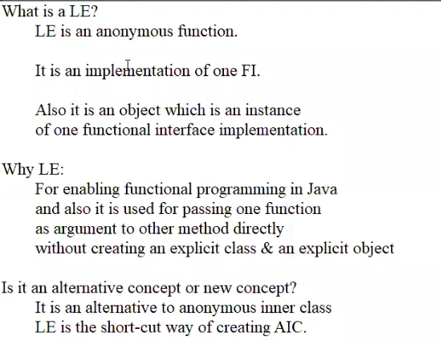 What is a LE?
LE is an anonymous function.
It is an implementation of one FI.
Also it is an object which is an instance
of one functional interface implementation.
Why LE:
For enabling functional programming in Java
and also it is used for passing one function
as argument to other method directly
without creating an explicit class & an explicit object
Is it an alternative concept or new concept?
It is an alternative to anonymous inner class
LE is the short-cut way of creating AIC.